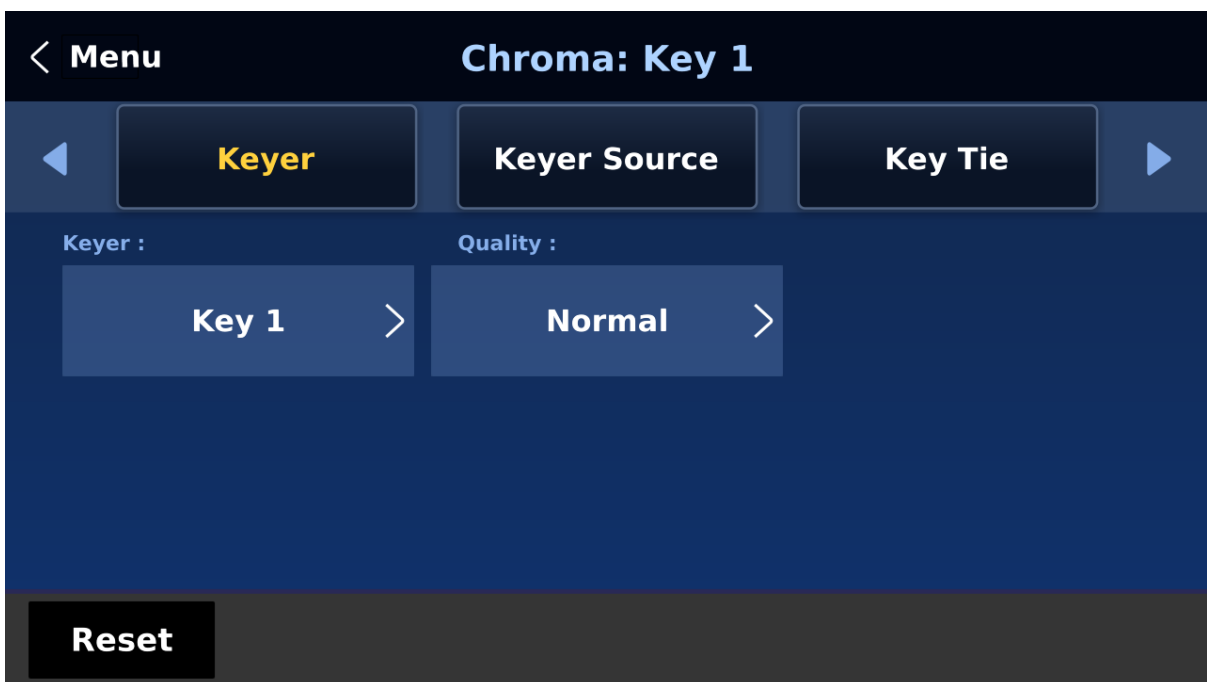 Menu
Chroma: Key 1
Keyer
Keyer Source
Key Tie
Keyer :
Quality :
Key 1
Normal
Reset